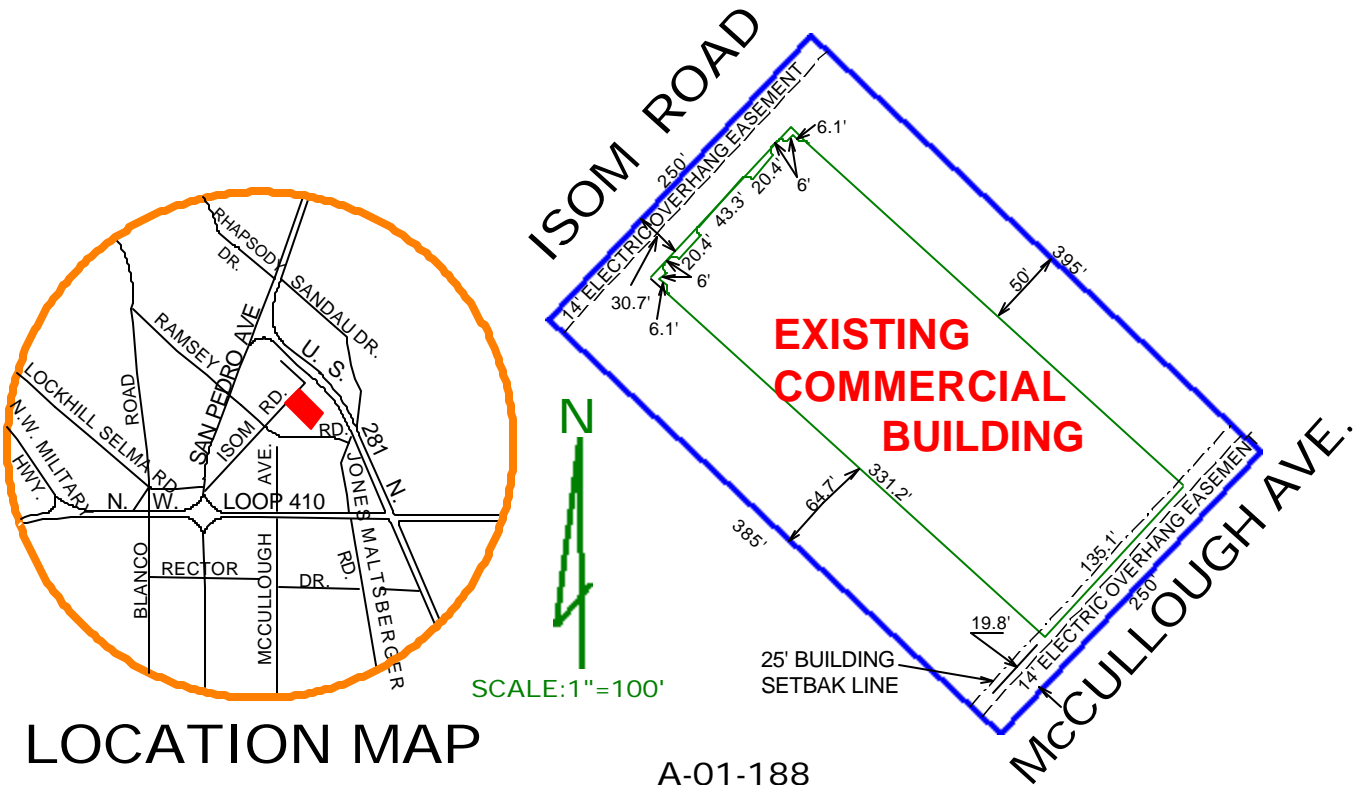 ISOM ROAD
250'
14' ELECTRIC OVERHANG EASEMENT
6.1'
6'
20.4'
43.3'
20.4'
6'
30.7'
6.1'
395'
50'
EXISTING
COMMERCIAL
BUILDING
64.7'
331.2'
385'
135.1'
19.8'
14' ELECTRIC OVERHANG EASEMENT
250'
25' BUILDING
SETBAK LINE
McCULLOUGH AVE.
RHAPSODY
DR.
SANDAU DR.
SAN PEDRO AVE
RAMSEY
RD.
U. S. 281 N.
ISOM RD.
LOCKHILL SELMA RD
ROAD
BLANCO
N.W. MILITARY
HWY.
N. W. LOOP 410
MCCULLOUGH AVE.
JONES MALTSBERGER
RD.
RECTOR DR.
N
SCALE:1"=100'
LOCATION MAP
A-01-188